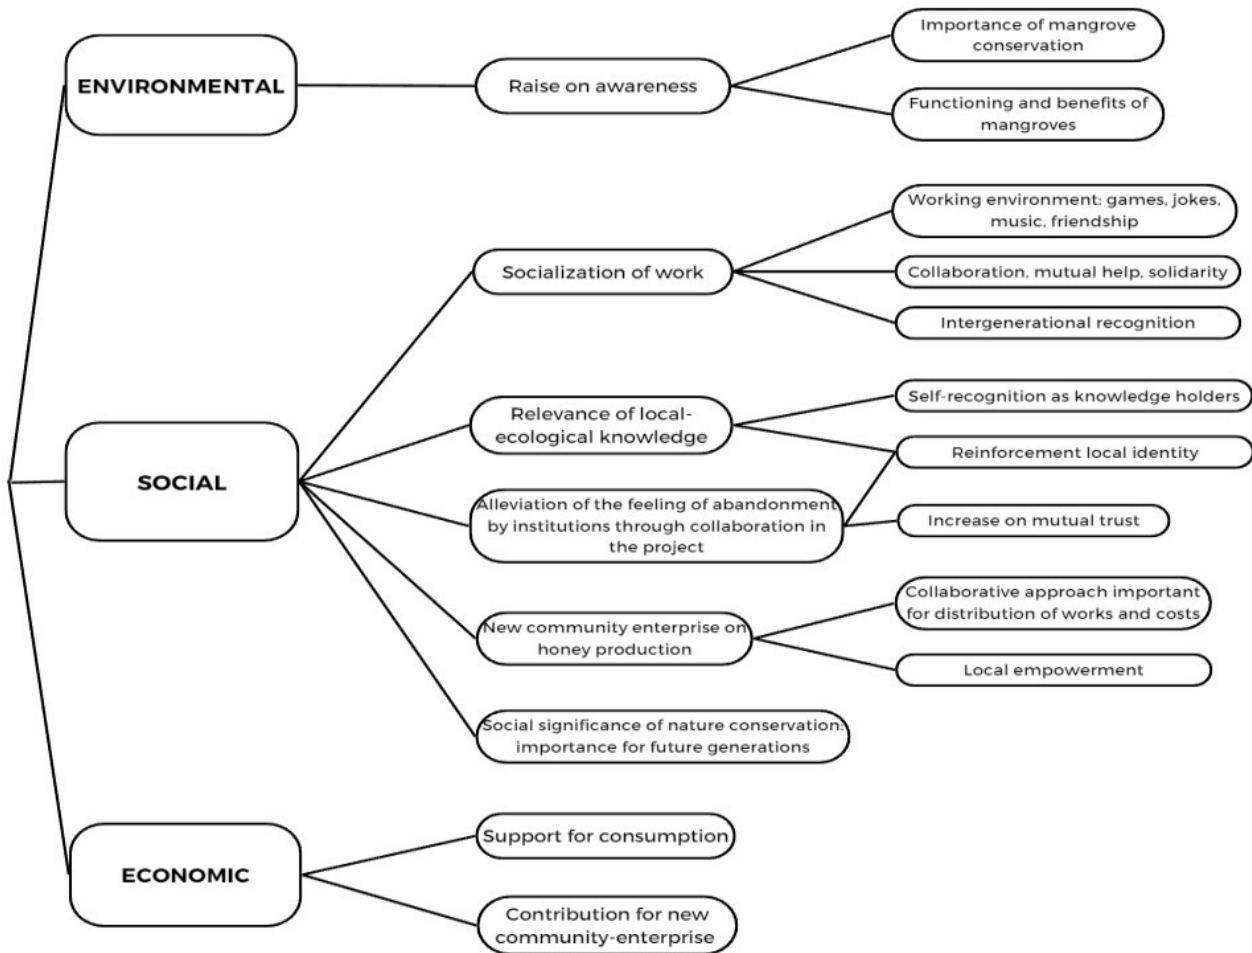 ENVIRONMENTAL
Raise on awareness
Importance of mangrove
conservation
Functioning and benefits of
mangroves
SOCIAL
Socialization of work
Working environment: games, jokes,
music, friendship
Collaboration, mutual help, solidarity
Intergenerational recognition
Relevance of local-
ecological knowledge
Self-recognition as knowledge holders
Reinforcement local identity
Alleviation of the feeling of abandonment
by institutions through collaboration in
the project
Increase on mutual trust
New community enterprise on
honey production
Collaborative approach important
for distribution of works and costs
Local empowerment
Social significance of nature conservation:
importance for future generations
ECONOMIC
Support for consumption
Contribution for new
community-enterprise